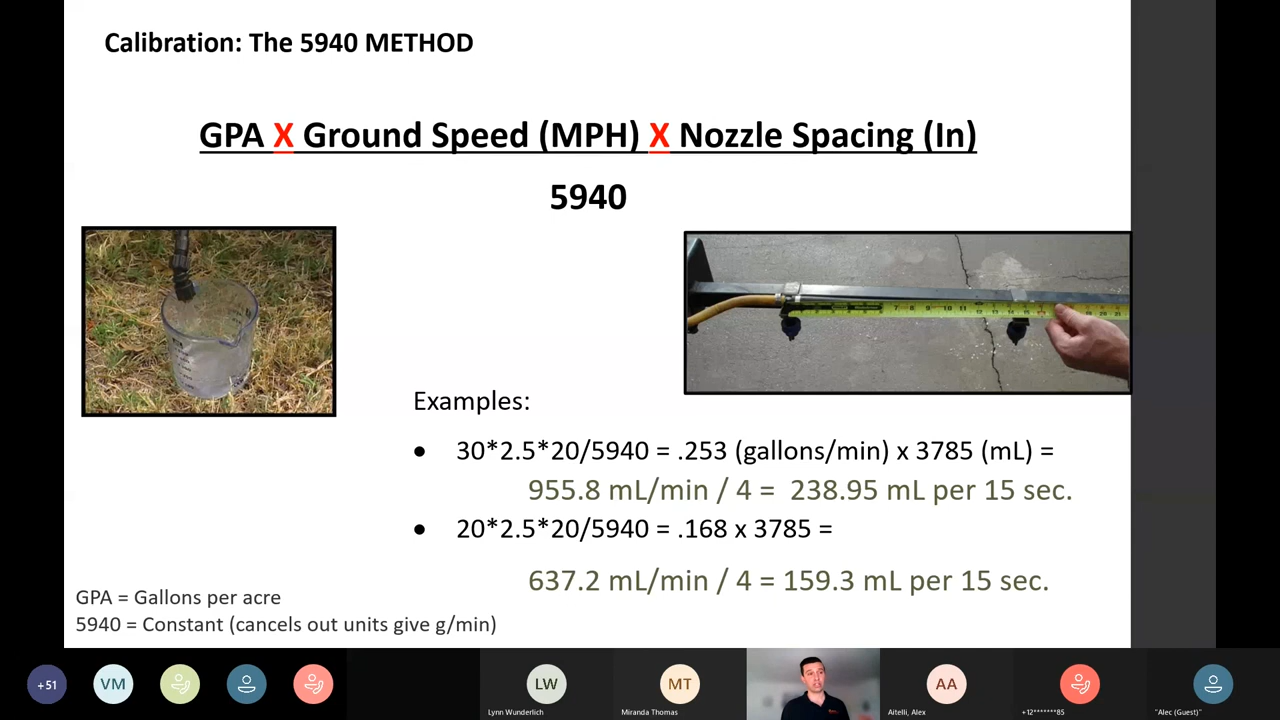 Calibration: The 5940 METHOD
GPA X Ground Speed (MPH) X Nozzle Spacing (In)
5940
Examples:
• 30*2.5*20/5940 = .253 (gallons/min) x 3785 (mL) =
955.8 mL/min / 4 = 238.95 mL per 15 sec.
• 20*2.5*20/5940 = .168 x 3785 =
637.2 mL/min / 4 = 159.3 mL per 15 sec.
GPA = Gallons per acre
5940 = Constant (cancels out units give g/min)
+51
VM
LW
MT
AA
Lynn Wunderlich
Miranda Thomas
Aitelli, Alex
+12*******85
"Alec (Guest)"